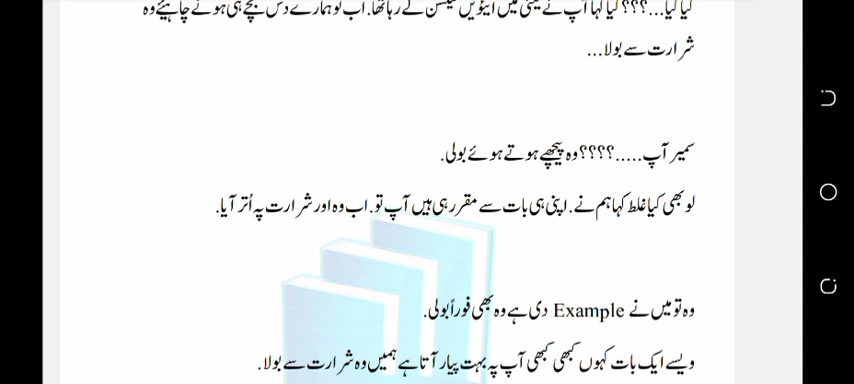 کیا کیا...؟؟؟ کیا کہا آپ نے یعنی میں لے رہا تھا. اب تو ہمارے دس بچے ہی ہونے چاہیئے وہ
شرارت سے بولا...
سمیر آپ.....؟؟؟؟ وہ پیچھے ہوتے ہوئے بولی.
لو بھی کیا غلط کہا ہم نے. اپنی ہی بات سے مقر رہی ہیں آپ تو. اب وہ اور شرارت پہ اُتر آیا.
وہ تو میں نے Example دی ہے وہ بھی فوراً بولی.
ویسے ایک بات کہوں کبھی کبھی آپ پہ بہت پیار آتا ہے ہمیں وہ شرارت سے بولا.